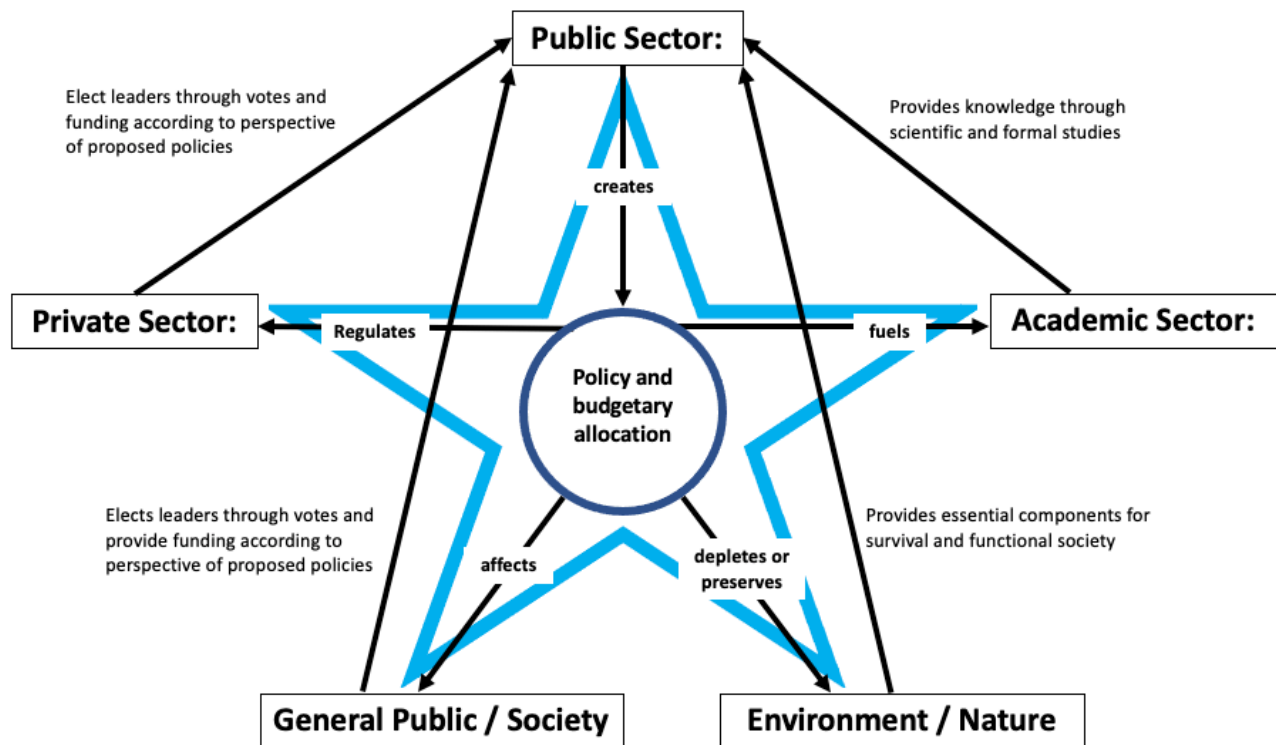 Public Sector:
Elect leaders through votes and
funding according to perspective
of proposed policies
Provides knowledge through
scientific and formal studies
creates
Private Sector:
Regulates
fuels
Academic Sector:
Policy and
budgetary
allocation
Elects leaders through votes and
provide funding according to
perspective of proposed policies
Provides essential components for
survival and functional society
affects
depletes or
preserves
General Public / Society
Environment / Nature